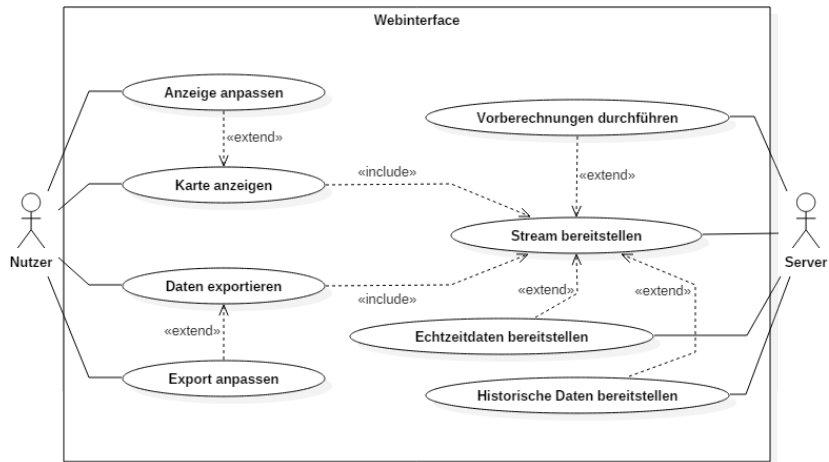 Webinterface
Anzeige anpassen
«extend»
Vorberechnungen durchführen
Karte anzeigen
«include»
«extend»
Nutzer
Stream bereitstellen
Server
Daten exportieren
«include»
«extend»
«extend»
«extend»
Echtzeitdaten bereitstellen
Export anpassen
Historische Daten bereitstellen